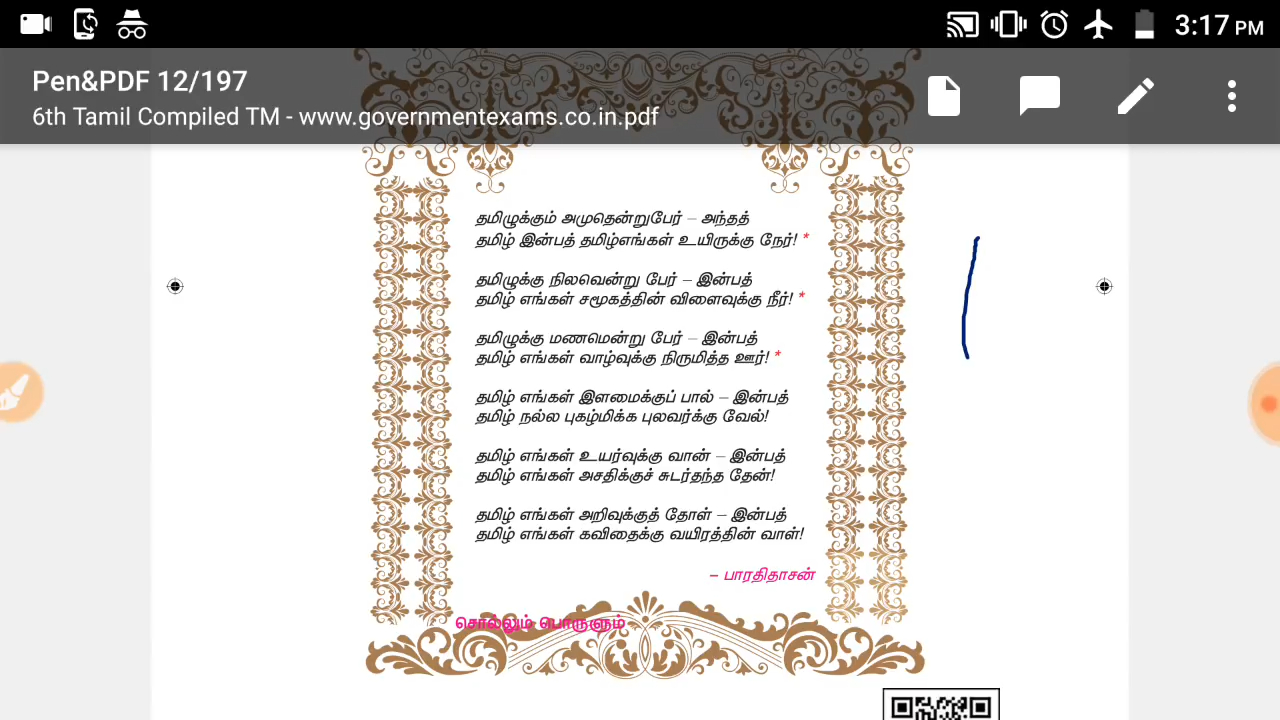 3:17 PM
Pen&PDF 12/197
6th Tamil Compiled TM - www.governmentexams.co.in.pdf
தமிழுக்கும் அமுதென்றுபேர் – அந்தத்
தமிழ் இன்பத் தமிழ்எங்கள் உயிருக்கு நேர்! *
தமிழுக்கு நிலவென்று பேர் – இன்பத்
தமிழ் எங்கள் சமூகத்தின் விளைவுக்கு நீர்! *
தமிழுக்கு மணமென்று பேர் – இன்பத்
தமிழ் எங்கள் வாழ்வுக்கு நிருமித்த ஊர்! *
தமிழ் எங்கள் இளமைக்குப் பால் – இன்பத்
தமிழ் நல்ல புகழ்மிக்க புலவர்க்கு வேல்!
தமிழ் எங்கள் உயர்வுக்கு வான் – இன்பத்
தமிழ் எங்கள் அசதிக்குச் சுடர்தந்த தேன்!
தமிழ் எங்கள் அறிவுக்குத் தோள் – இன்பத்
தமிழ் எங்கள் கவிதைக்கு வயிரத்தின் வாள்!
– பாரதிதாசன்
சொல்லும் பொருளும்